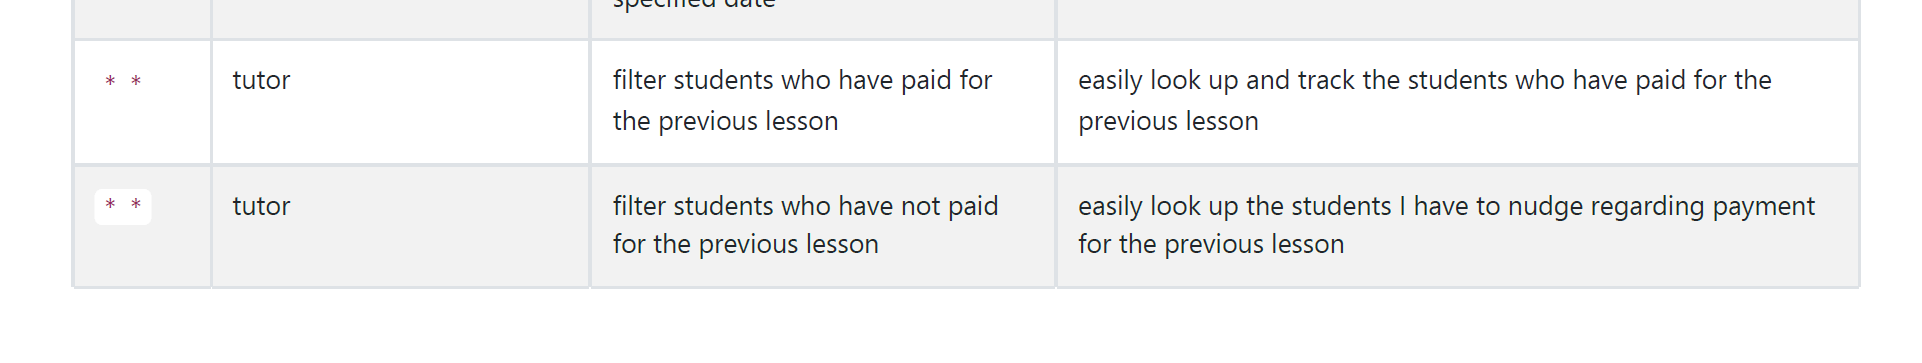 specified date
* * tutor filter students who have paid for easily look up and track the students who have paid for the
the previous lesson previous lesson
* * tutor filter students who have not paid easily look up the students I have to nudge regarding payment
for the previous lesson for the previous lesson